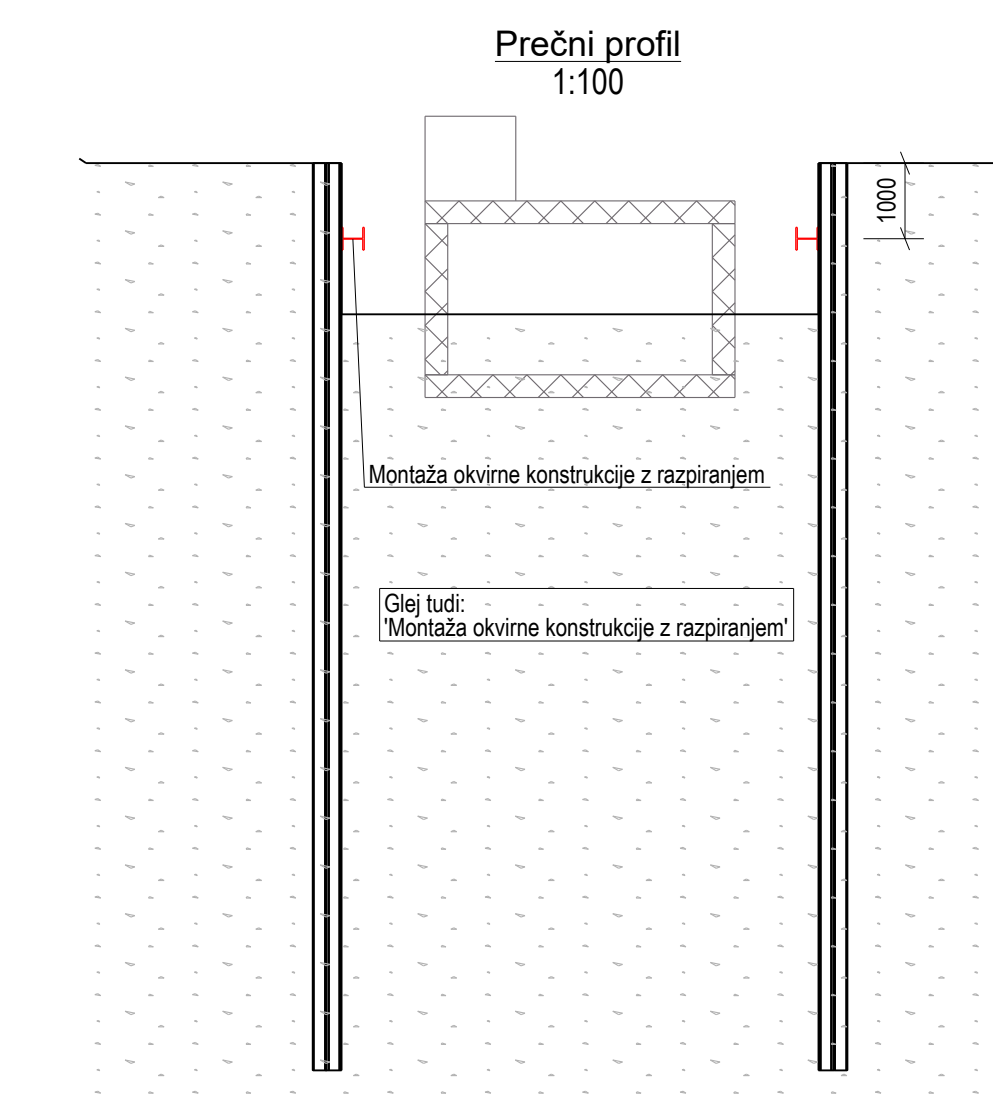 Prečni profil
1:100
1000
Montaža okvirne konstrukcije z razpiranjem
Glej tudi:
'Montaža okvirne konstrukcije z razpiranjem'